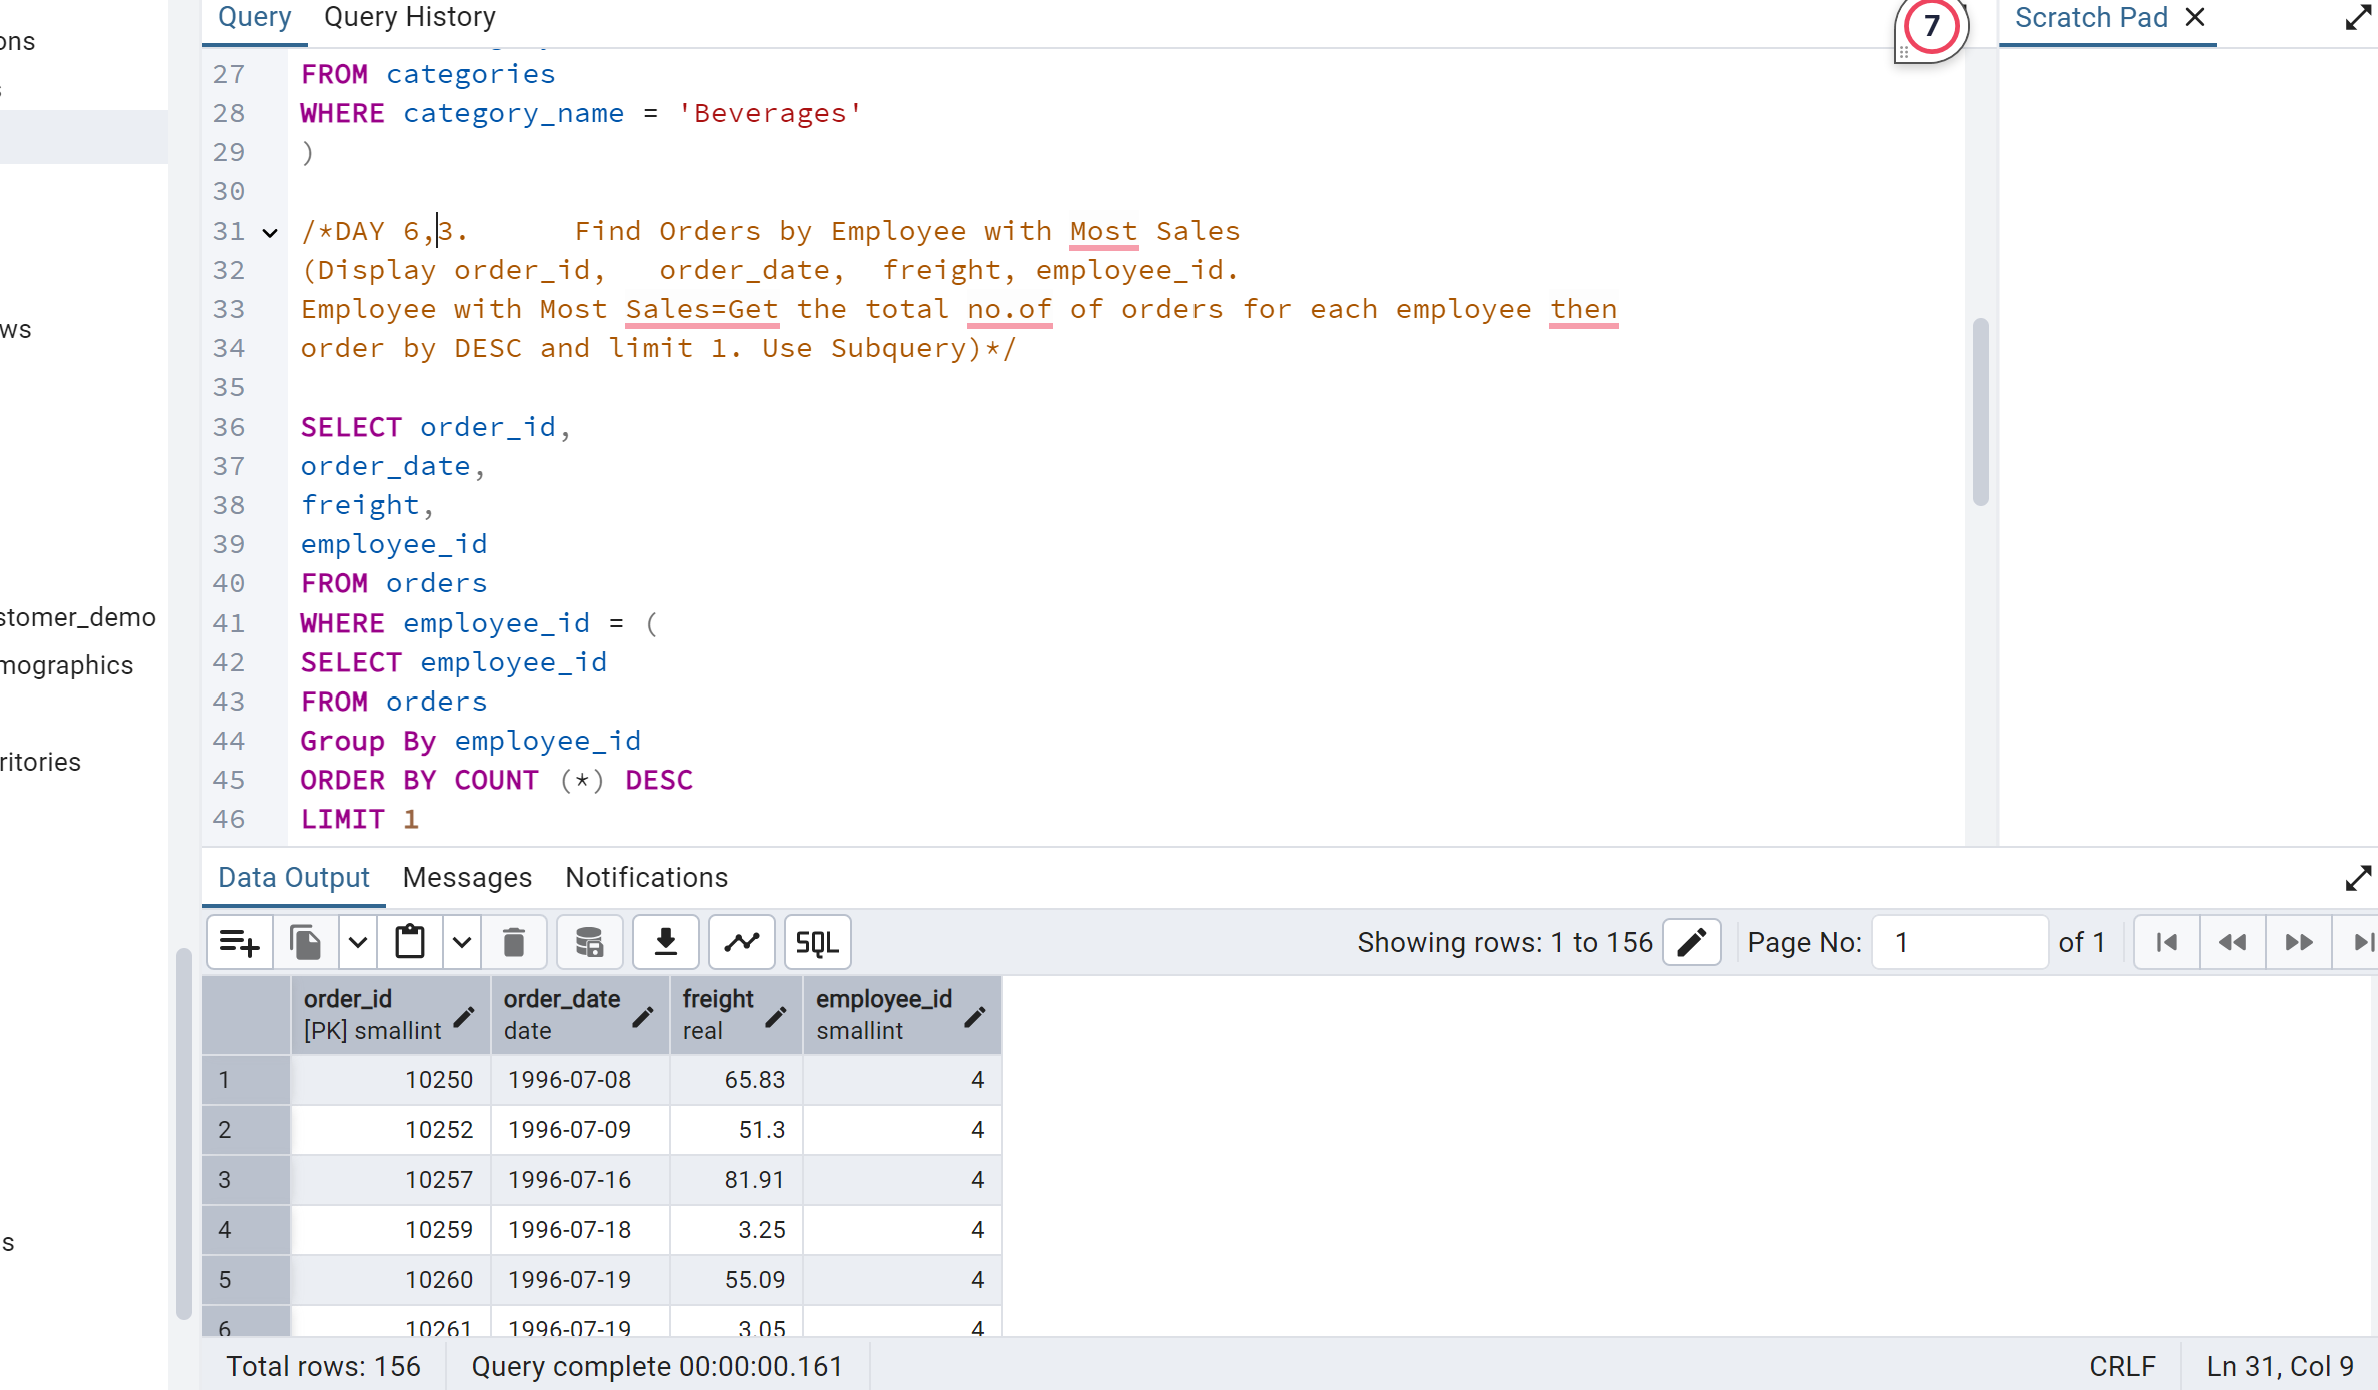 Query Query History
7
Scratch Pad
ons
27 FROM categories
28 WHERE category_name = 'Beverages'
29 )
30
31 /*DAY 6,3.      Find Orders by Employee with Most Sales
32 (Display order_id,   order_date,  freight, employee_id.
33 Employee with Most Sales=Get the total no.of of orders for each employee then
34 order by DESC and limit 1. Use Subquery)*/
ws
35
36 SELECT order_id,
37 order_date,
38 freight,
39 employee_id
40 FROM orders
41 WHERE employee_id = (
stomer_demo
42 SELECT employee_id
mographics
43 FROM orders
44 Group By employee_id
ritories
45 ORDER BY COUNT (*) DESC
46 LIMIT 1
Data Output Messages Notifications
SQL Showing rows: 1 to 156 Page No: 1 of 1
order_id order_date freight employee_id
[PK] smallint date real smallint
1 10250 1996-07-08 65.83 4
2 10252 1996-07-09 51.3 4
3 10257 1996-07-16 81.91 4
4 10259 1996-07-18 3.25 4
s
5 10260 1996-07-19 55.09 4
6 10261 1996-07-19 3.05 4
Total rows: 156 Query complete 00:00:00.161 CRLF Ln 31, Col 9